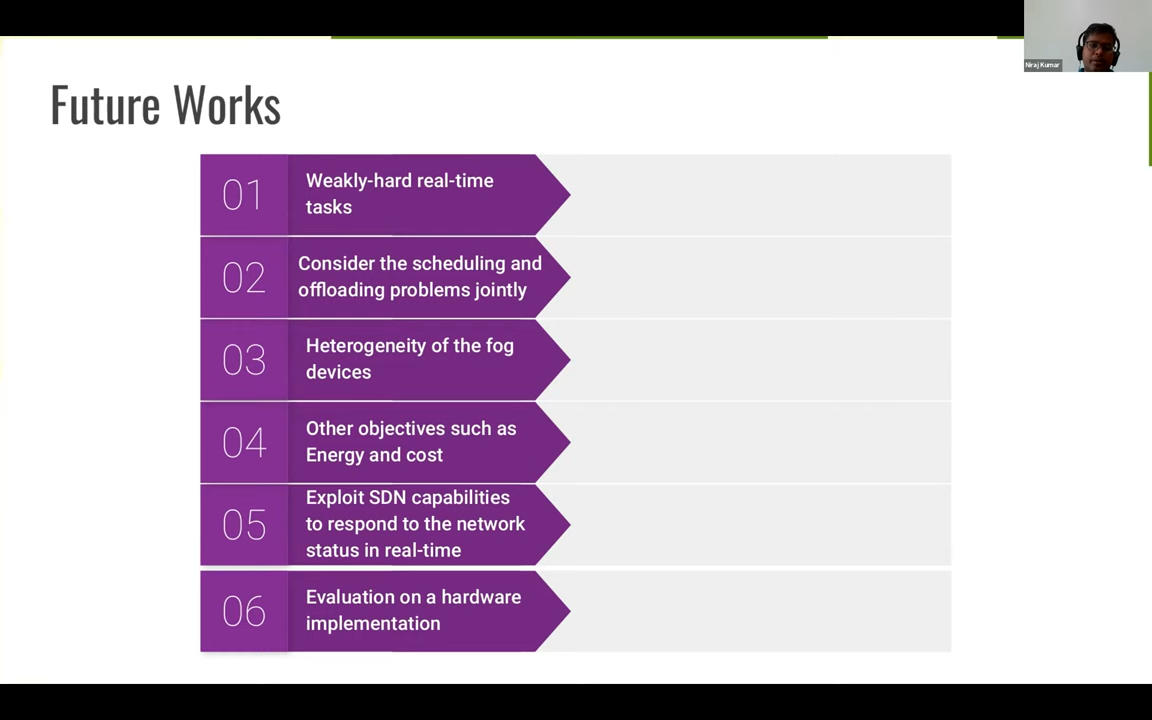 Niraj Kumar
Future Works
01
Weakly-hard real-time
tasks
02
Consider the scheduling and
offloading problems jointly
03
Heterogeneity of the fog
devices
04
Other objectives such as
Energy and cost
05
Exploit SDN capabilities
to respond to the network
status in real-time
06
Evaluation on a hardware
implementation